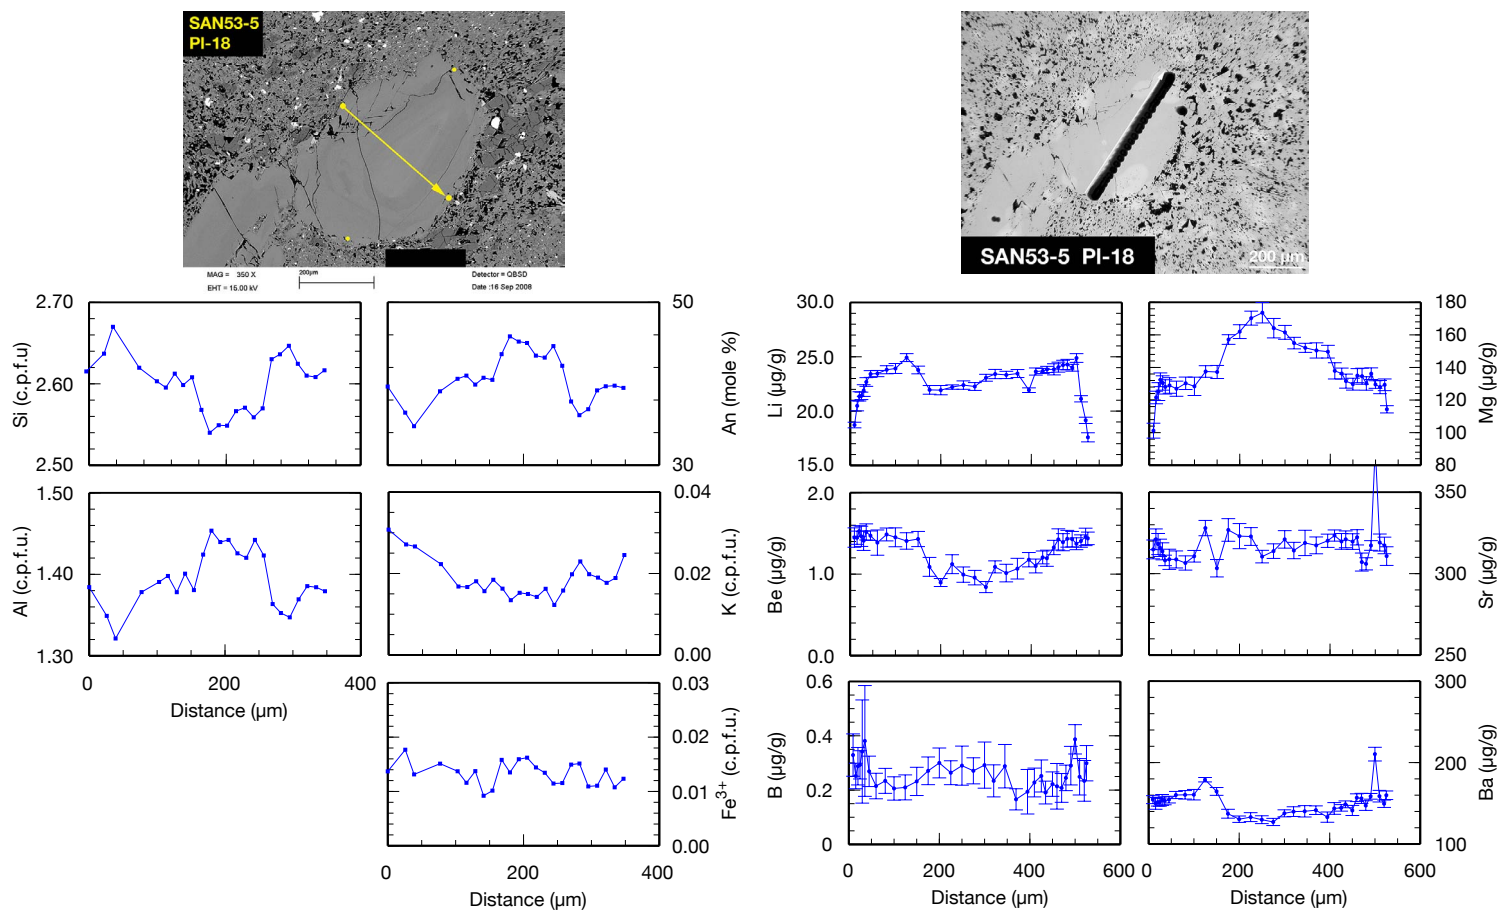 SAN53-5
PI-18
MAG = 350 X
200µm
Detector = QBSD
EHT = 15.00 kV
Date :16 Sep 2008
SAN53-5 PI-18
200 µm
2.70
2.60
2.50
Si (c.p.f.u)
50
30
An (mole %)
1.50
1.40
1.30
Al (c.p.f.u.)
0
200
400
Distance (µm)
0.04
0.02
0.00
K (c.p.f.u.)
0.03
0.02
0.01
0.00
Fe3+ (c.p.f.u.)
0
200
400
Distance (µm)
30.0
25.0
20.0
15.0
Li (µg/g)
180
160
140
120
100
80
Mg (µg/g)
2.0
1.0
0.0
Be (µg/g)
350
300
250
Sr (µg/g)
0.6
0.4
0.2
0
B (µg/g)
0
200
400
600
Distance (µm)
300
200
100
Ba (µg/g)
0
200
400
600
Distance (µm)